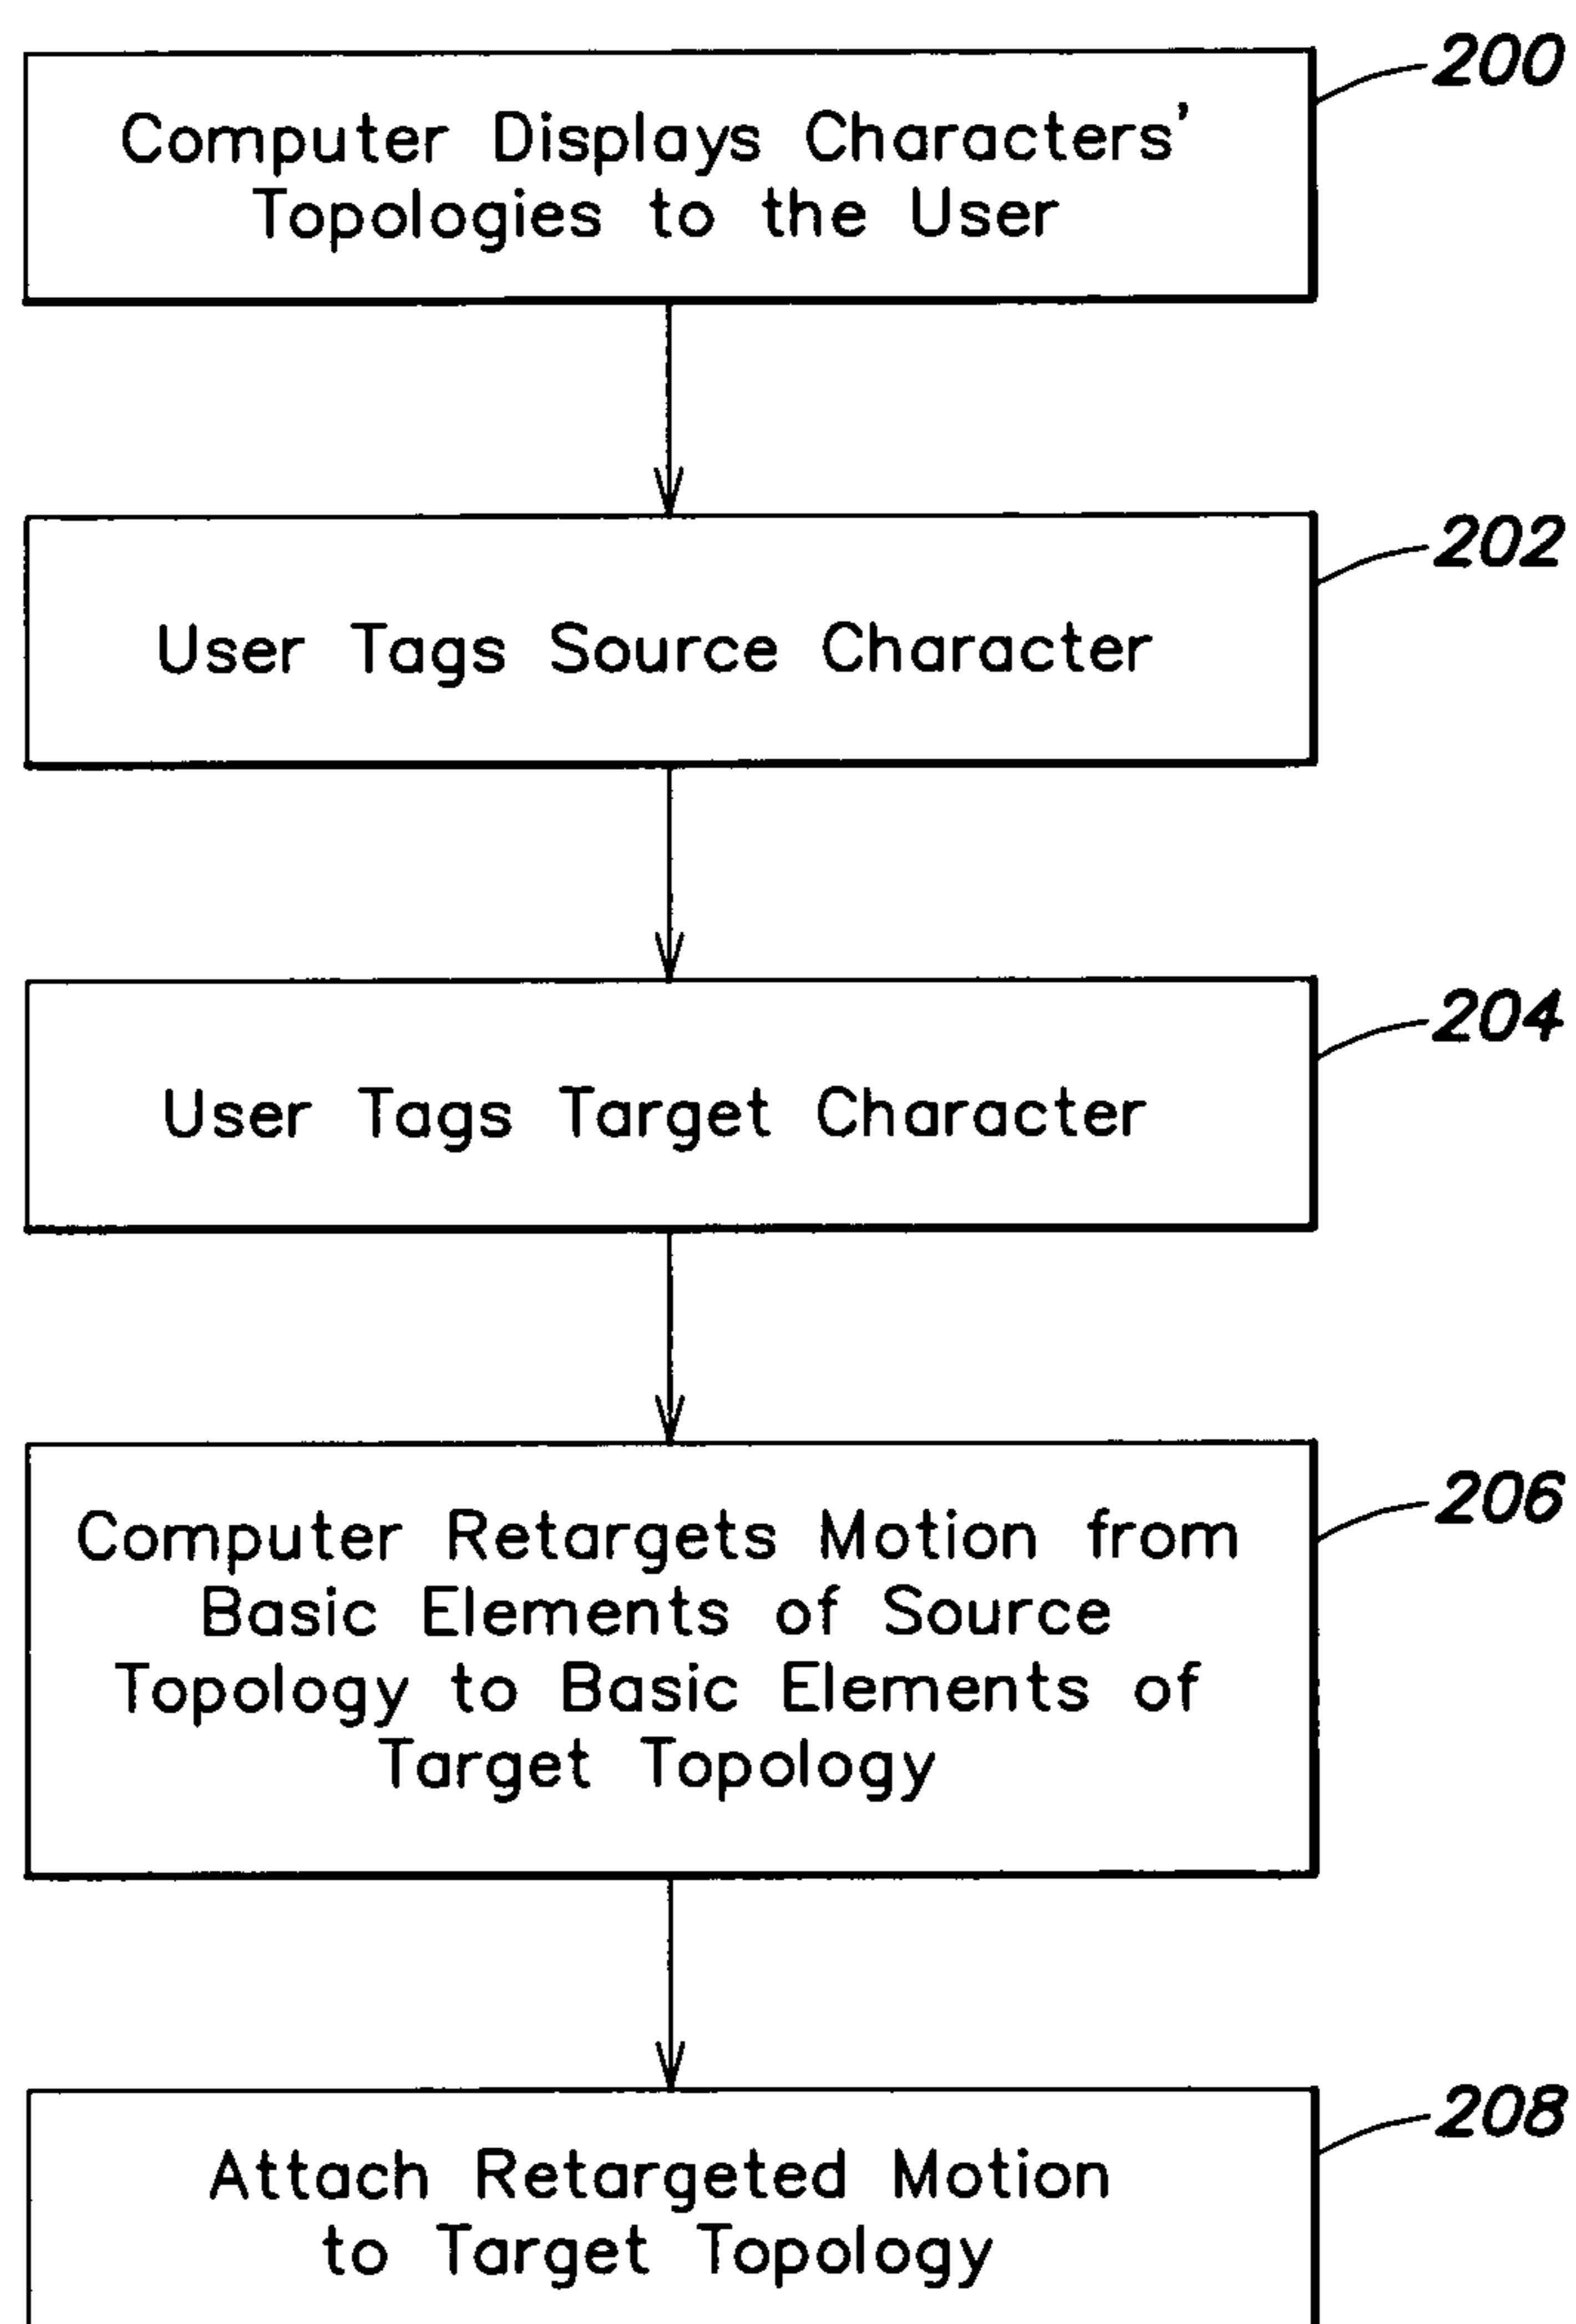 200
Computer Displays Characters'
Topologies to the User
202
User Tags Source Character
204
User Tags Target Character
206
Computer Retargets Motion from
Basic Elements of Source
Topology to Basic Elements of
Target Topology
208
Attach Retargeted Motion
to Target Topology